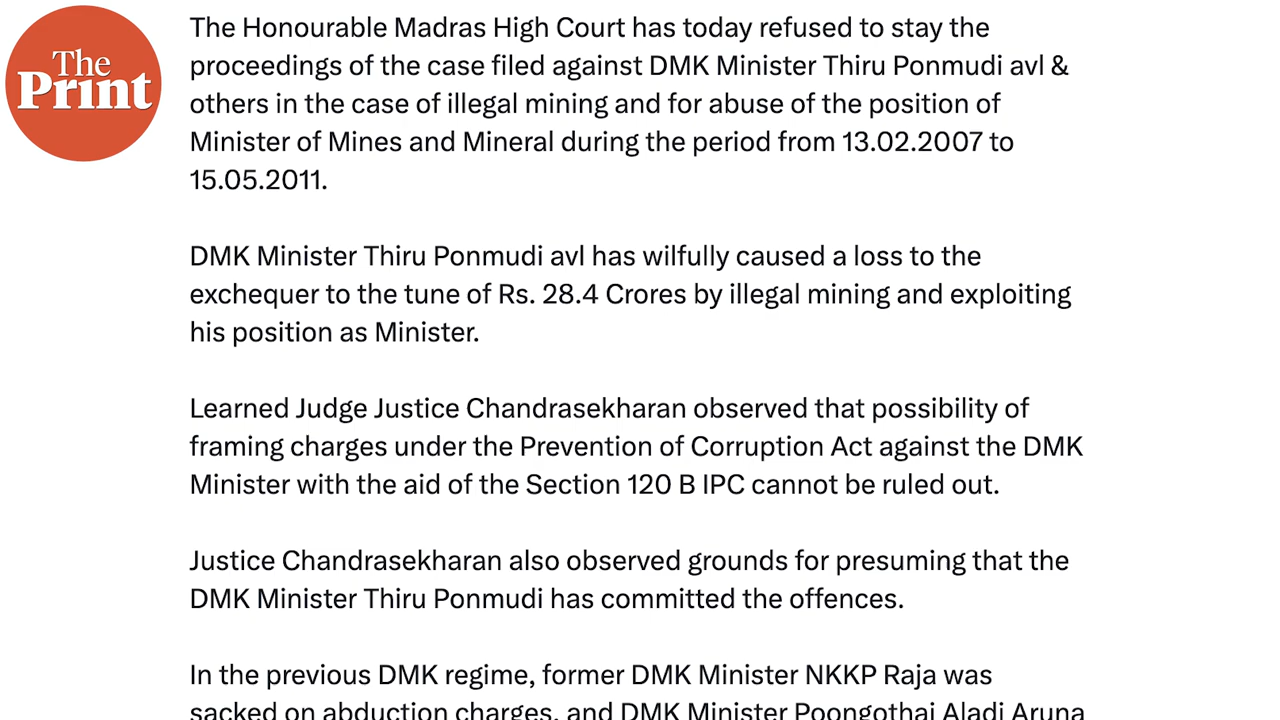 The
Print
The Honourable Madras High Court has today refused to stay the
proceedings of the case filed against DMK Minister Thiru Ponmudi avl &
others in the case of illegal mining and for abuse of the position of
Minister of Mines and Mineral during the period from 13.02.2007 to
15.05.2011.
DMK Minister Thiru Ponmudi avl has wilfully caused a loss to the
exchequer to the tune of Rs. 28.4 Crores by illegal mining and exploiting
his position as Minister.
Learned Judge Justice Chandrasekharan observed that possibility of
framing charges under the Prevention of Corruption Act against the DMK
Minister with the aid of the Section 120 B IPC cannot be ruled out.
Justice Chandrasekharan also observed grounds for presuming that the
DMK Minister Thiru Ponmudi has committed the offences.
In the previous DMK regime, former DMK Minister NKKP Raja was
sacked on abduction charges, and DMK Minister Poongothai Aladi Aruna